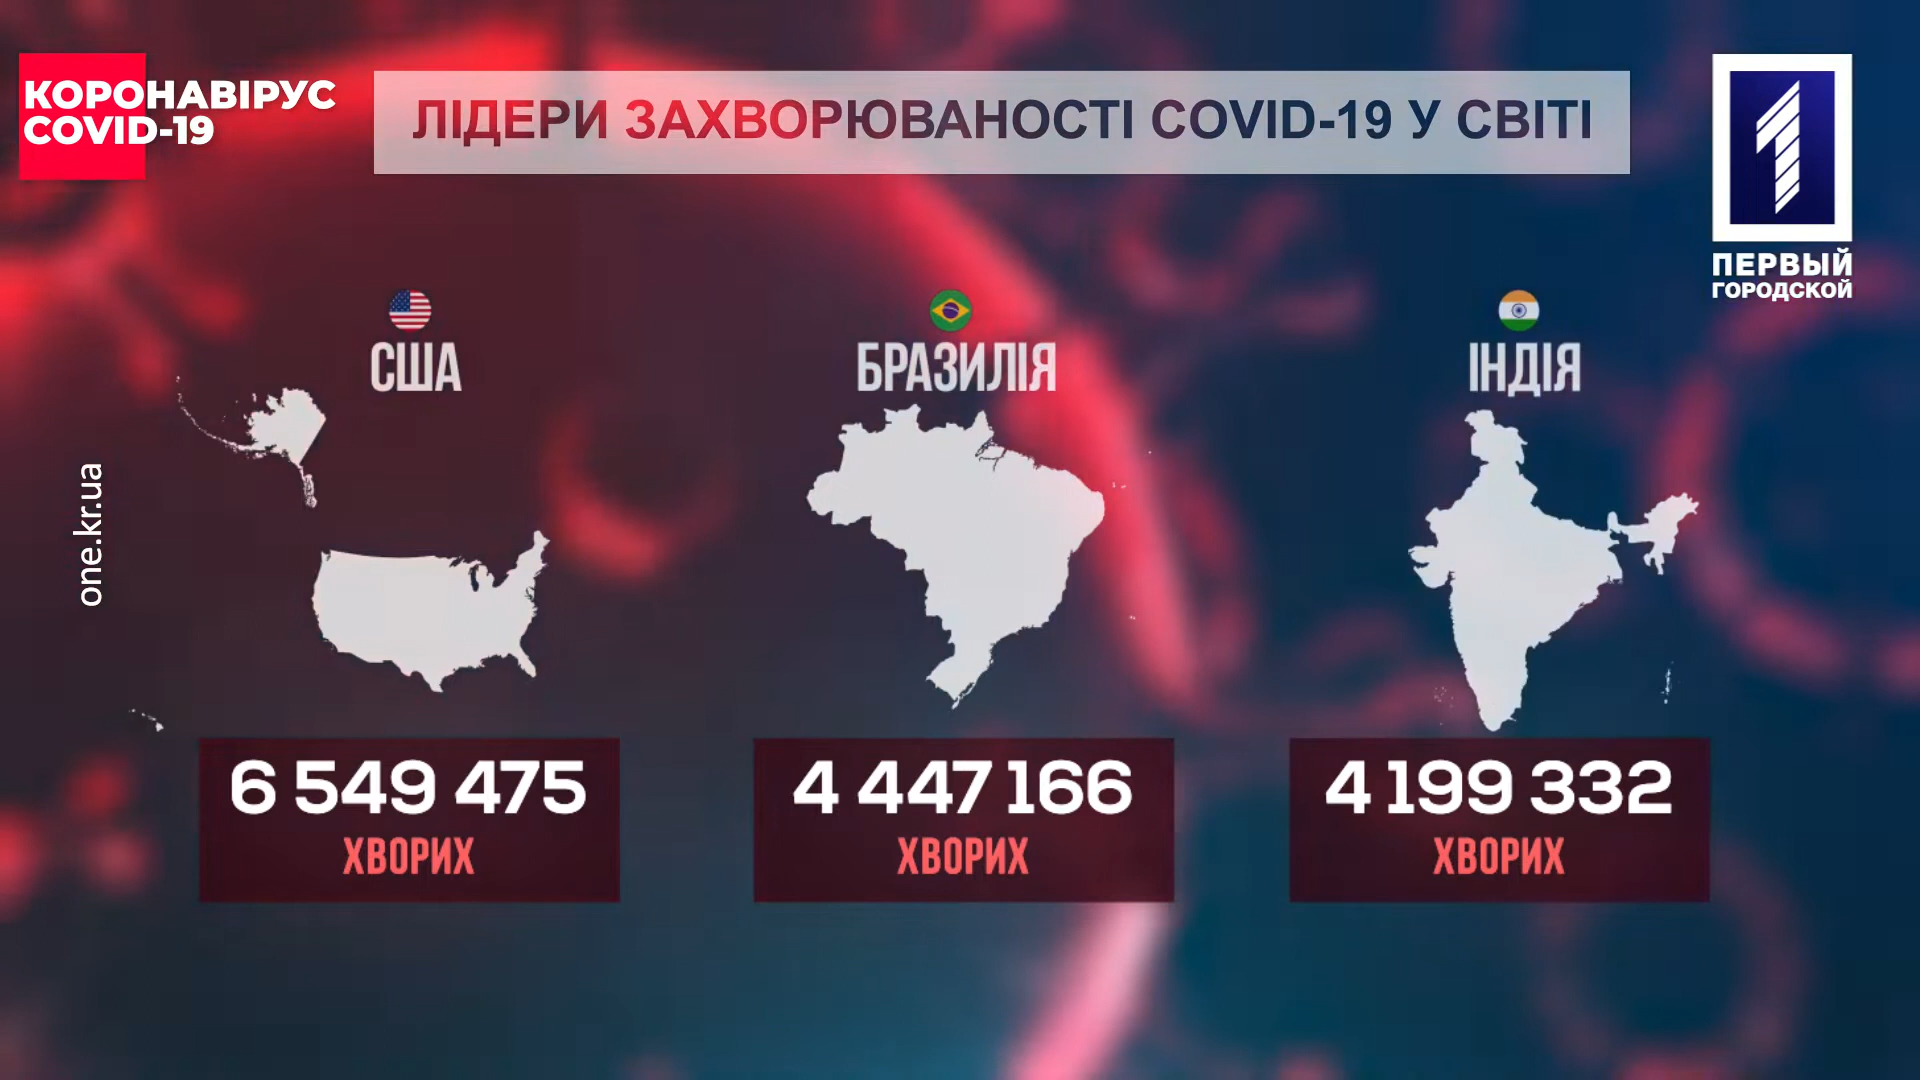 КОРОНАВІРУС
COVID-19
ЛІДЕРИ ЗАХВОРЮВАНОСТІ COVID-19 У СВІТІ
1
ПЕРВЫЙ
ГОРОДСКОЙ
one.kr.ua
США
БРАЗИЛІЯ
ІНДІЯ
6 549 475
ХВОРИХ
4 447 166
ХВОРИХ
4 199 332
ХВОРИХ